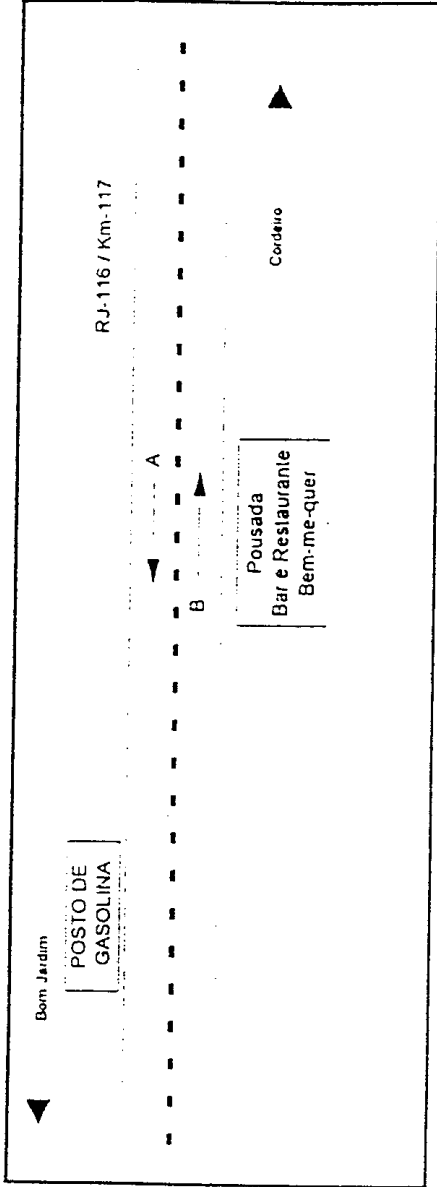 Bom Jardim
POSTO DE
GASOLINA
RJ-116 / Km-117
A
B
Pousada
Bar e Restaurante
Bem-me-quer
Cordeiro